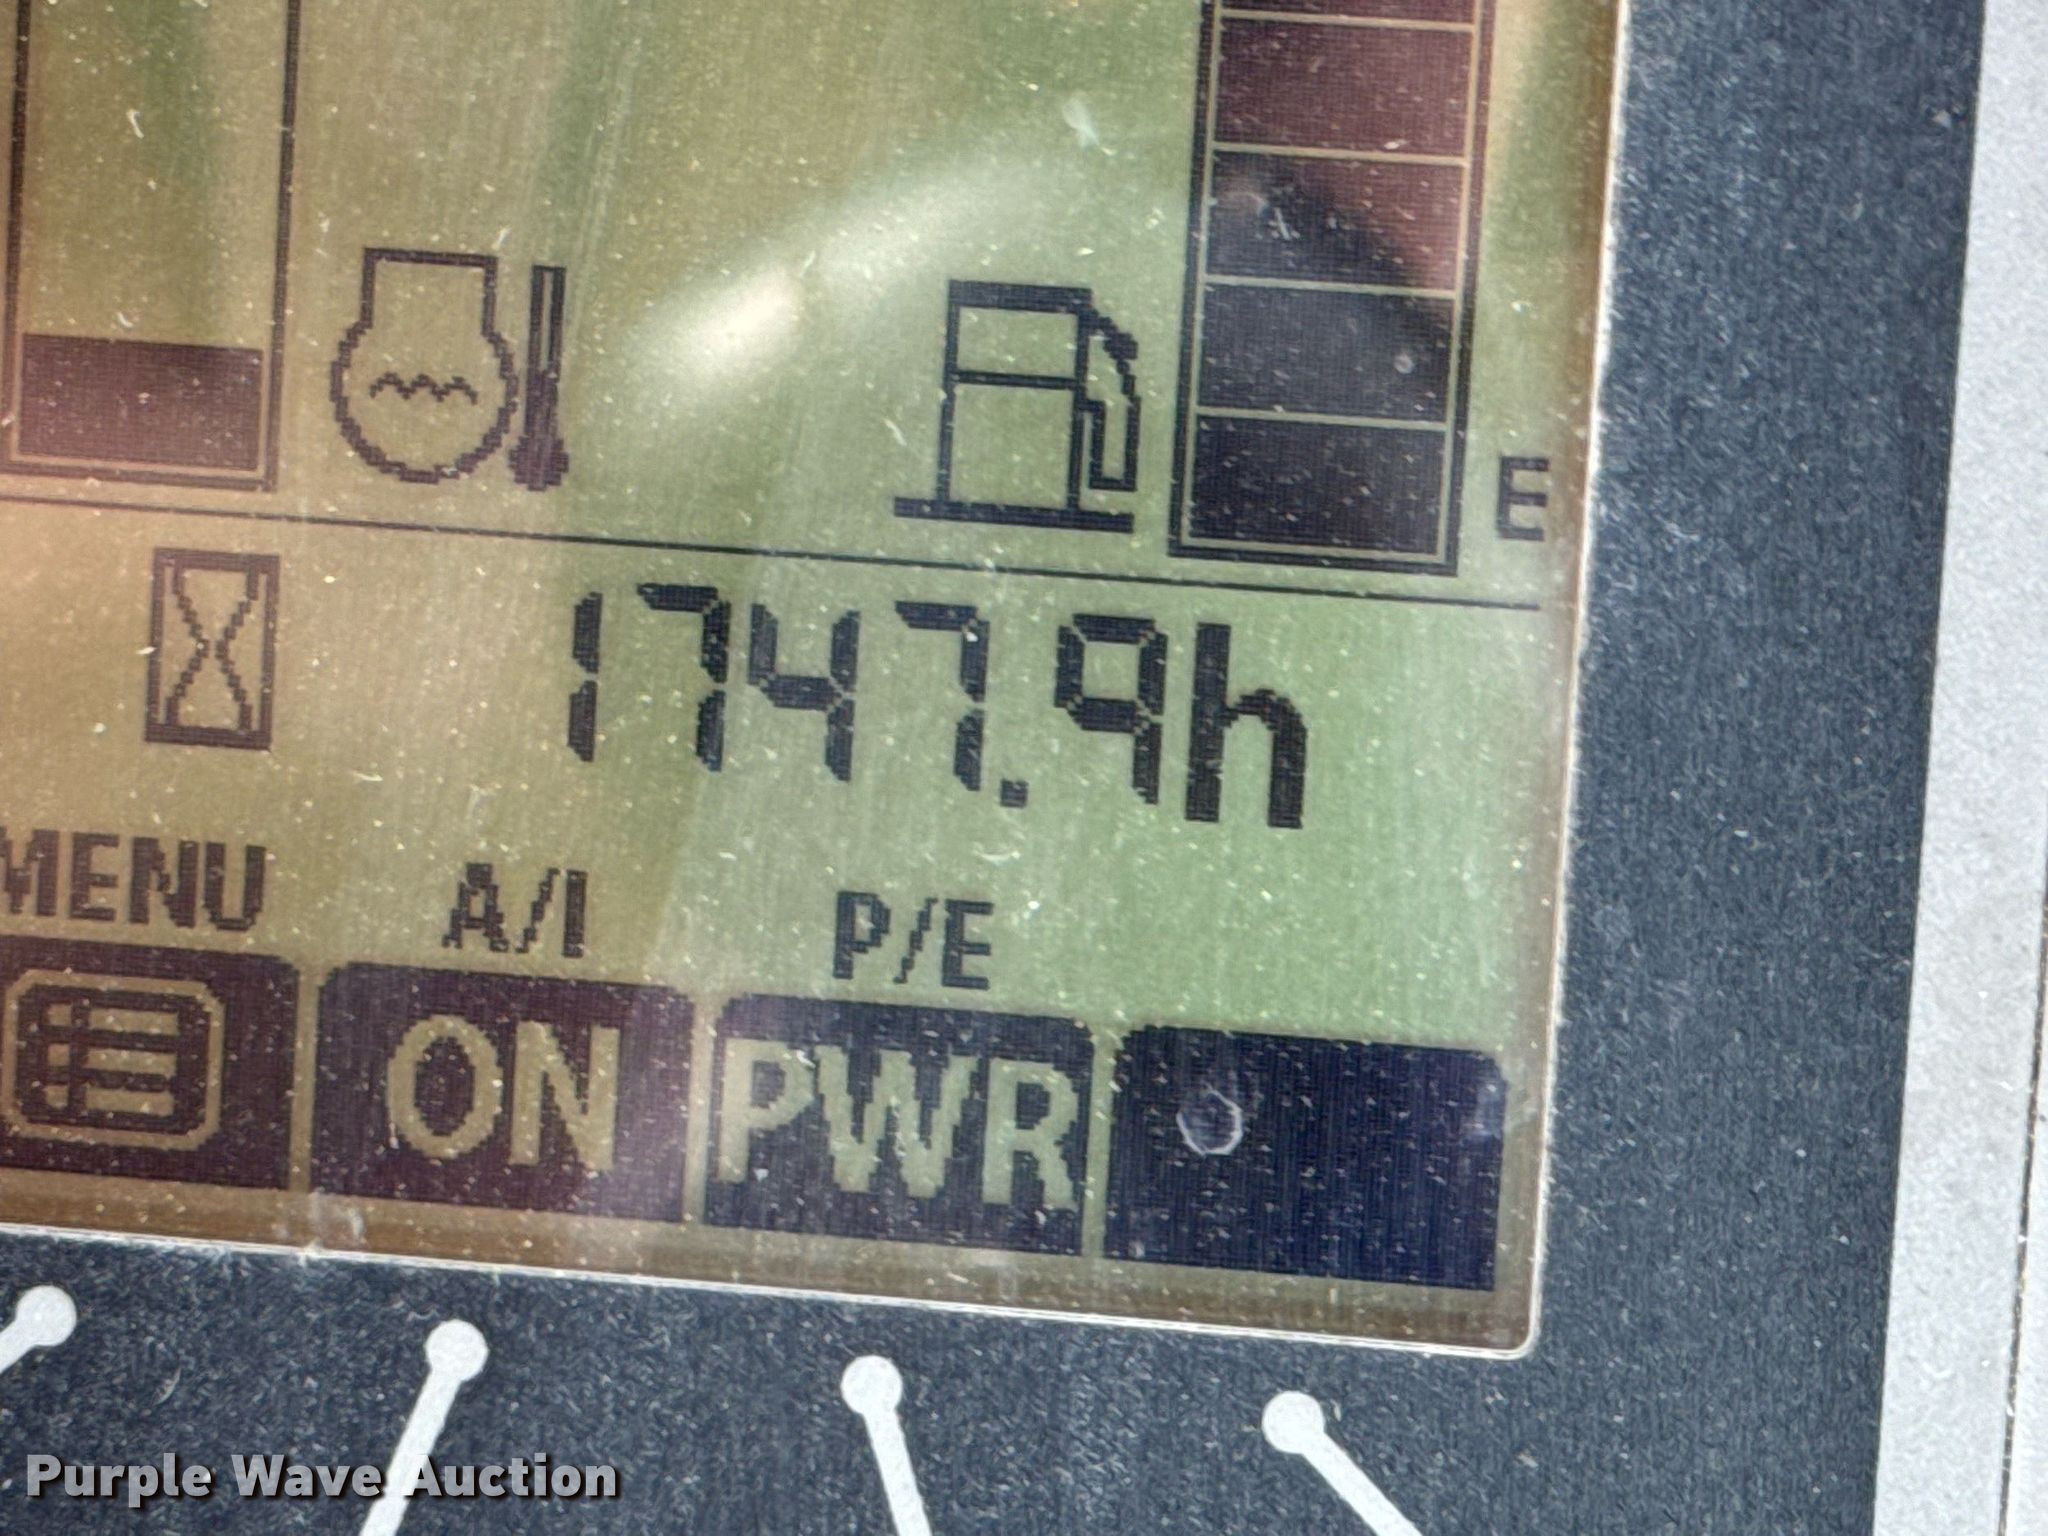 E
1747.9h
MENU A/I P/E
ON PWR
Purple Wave Auction